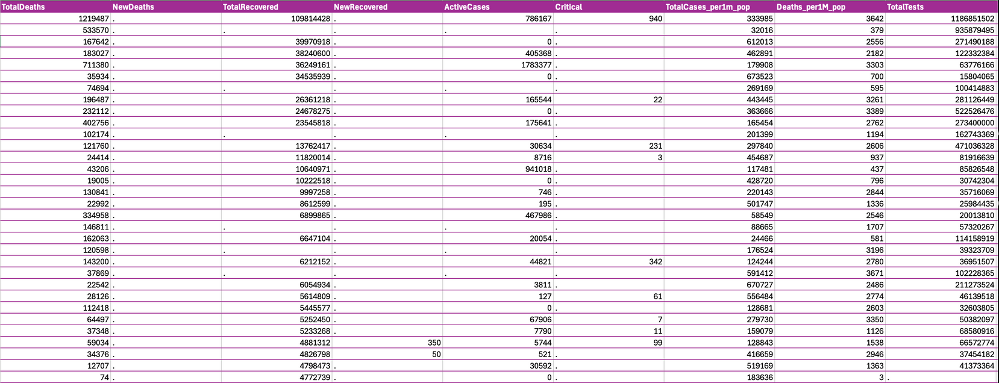 TotalDeaths NewDeaths TotalRecovered NewRecovered ActiveCases Critical TotalCases_per1m_pop Deaths_per1M_pop TotalTests
1219487 . 109814428 . 786167 940 333985 3642 1186851502
533570 . . . . . 32016 379 935879495
167642 . 39970918 . 0 . 612013 2556 271490188
183027 . 38240600 . 405368 . 462891 2182 122332384
711380 . 36249161 . 1783377 . 179908 3303 63776166
35934 . 34535939 . 0 . 673523 700 15804065
74694 . . . . . 269169 595 100414883
196487 . 26361218 . 165544 22 443445 3261 281126449
232112 . 24678275 . 0 . 363666 3389 522526476
402756 . 23545818 . 175641 . 165454 2762 273400000
102174 . . . . . 201399 1194 162743369
121760 . 13762417 . 30634 231 297840 2606 471036328
24414 . 11820014 . 8716 3 454687 937 81916639
43206 . 10640971 . 941018 . 117481 437 85826548
19005 . 10222518 . 0 . 428720 796 30742304
130841 . 9997258 . 746 . 220143 2844 35716069
22992 . 8612599 . 195 . 501747 1336 25984435
334958 . 6899865 . 467986 . 58549 2546 20013810
146811 . . . . . 88665 1707 57320267
162063 . 6647104 . 20054 . 24466 581 114158919
120598 . . . . . 176524 3196 39323709
143200 . 6212152 . 44821 342 124244 2780 36951507
37869 . . . . . 591412 3671 102228365
22542 . 6054934 . 3811 . 670727 2486 211273524
28126 . 5614809 . 127 61 556484 2774 46139518
112418 . 5445577 . 0 . 128681 2603 32603805
64497 . 5252450 . 67906 7 279730 3350 50382097
37348 . 5233268 . 7790 11 159079 1126 68580916
59034 . 4881312 350 5744 99 128843 1538 66572774
34376 . 4826798 50 521 . 416659 2946 37454182
12707 . 4798473 . 30592 . 519169 1363 41373364
74 . 4772739 . 0 . 183636 3 .